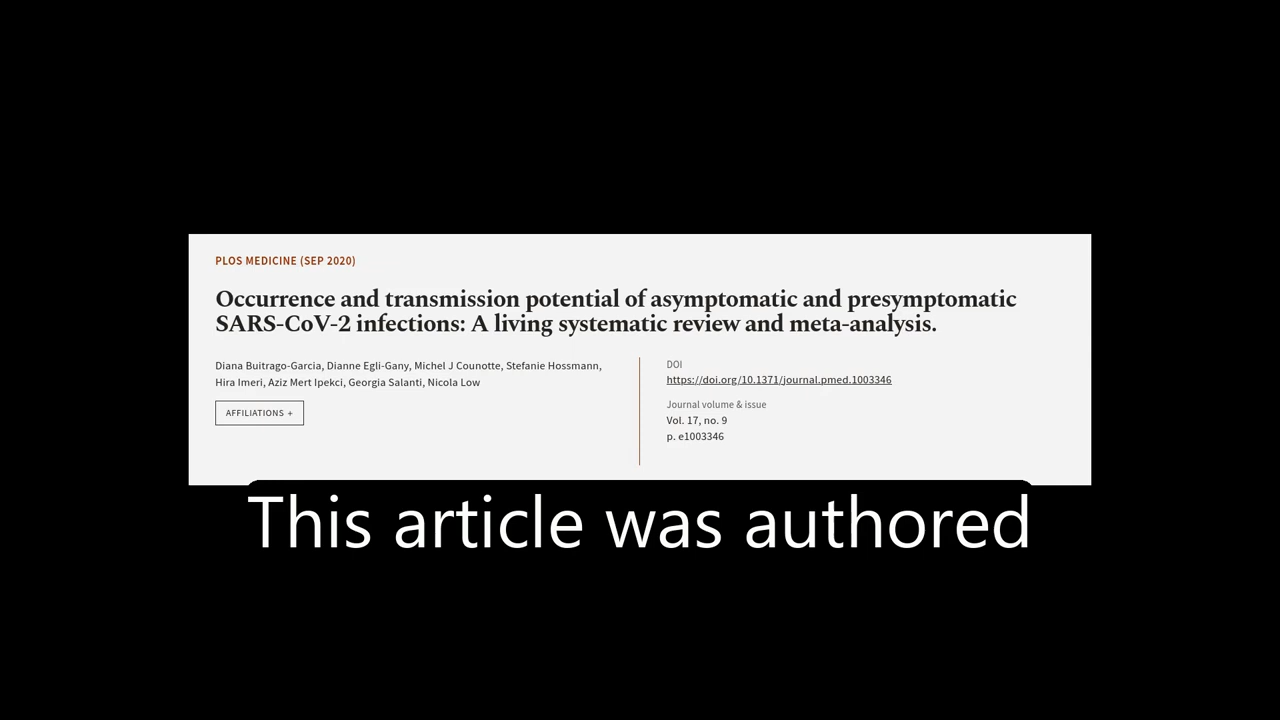 PLOS MEDICINE (SEP 2020)
Occurrence and transmission potential of asymptomatic and presymptomatic
SARS-CoV-2 infections: A living systematic review and meta-analysis.
Diana Buitrago-Garcia, Dianne Egli-Gany, Michel J Counotte, Stefanie Hossmann,
Hira Imeri, Aziz Mert Ipekci, Georgia Salanti, Nicola Low
AFFILIATIONS +
DOI
https://doi.org/10.1371/journal.pmed.1003346
Journal volume & issue
Vol. 17, no. 9
p. e1003346
This article was authored